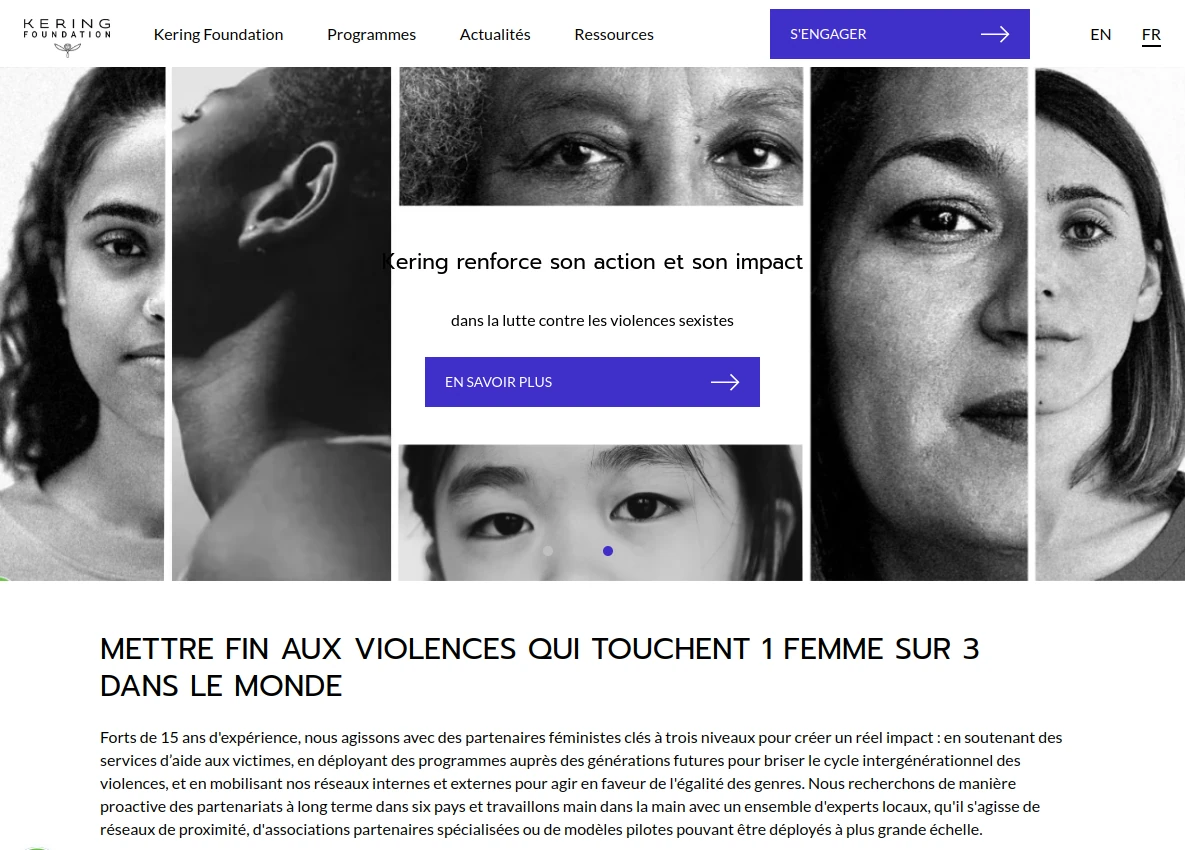 KERING
FOUNDATION
Kering Foundation
Programmes
Actualités
Ressources
S'ENGAGER
EN
FR
Kering renforce son action et son impact
dans la lutte contre les violences sexistes
EN SAVOIR PLUS
METTRE FIN AUX VIOLENCES QUI TOUCHENT 1 FEMME SUR 3
DANS LE MONDE
Forts de 15 ans d'expérience, nous agissons avec des partenaires féministes clés à trois niveaux pour créer un réel impact : en soutenant des
services d’aide aux victimes, en déployant des programmes auprès des générations futures pour briser le cycle intergénérationnel des
violences, et en mobilisant nos réseaux internes et externes pour agir en faveur de l'égalité des genres. Nous recherchons de manière
proactive des partenariats à long terme dans six pays et travaillons main dans la main avec un ensemble d'experts locaux, qu'il s'agisse de
réseaux de proximité, d'associations partenaires spécialisées ou de modèles pilotes pouvant être déployés à plus grande échelle.